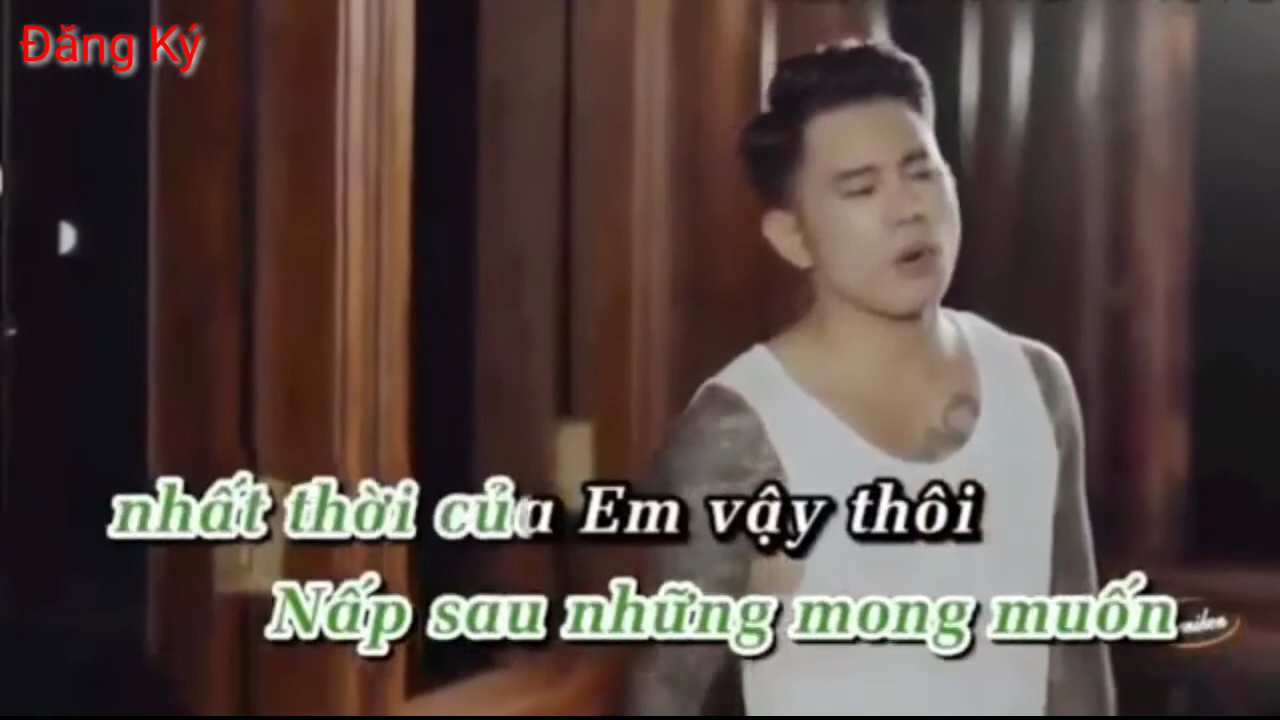 Đăng Ký
nhất thời của Em vậy thôi
Nấp sau những mong muốn